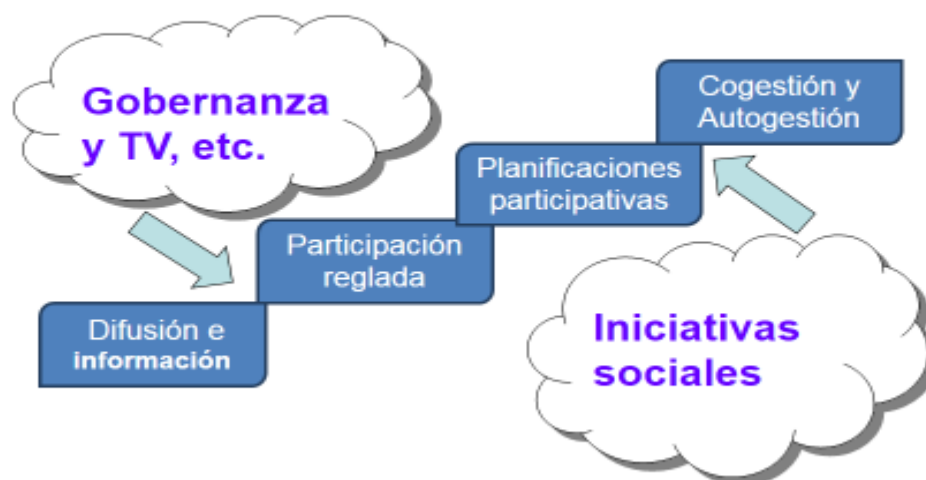 Gobernanza
y TV, etc.
Cogestión y
Autogestión
Planificaciones
participativas
Participación
reglada
Difusión e
información
Iniciativas
sociales